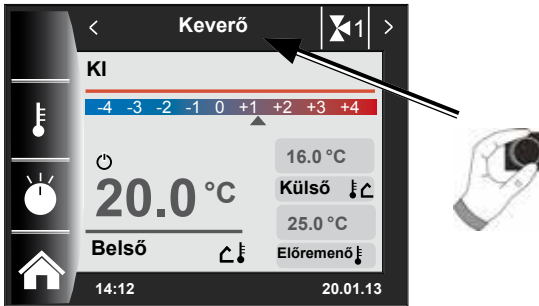 < Keverő 1 >
KI
-4 -3 -2 -1 0 +1 +2 +3 +4
16.0 °C
20.0 °C
Külső
25.0 °C
Belső
Előremenő
14:12 20.01.13